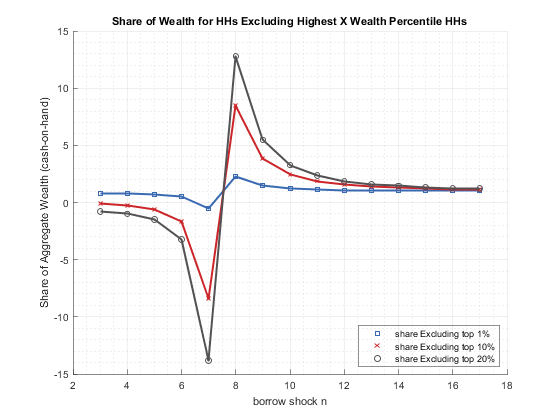 Share of Wealth for HHs Excluding Highest X Wealth Percentile HHs
Share of Aggregate Wealth (cash-on-hand)
15
10
5
0
-5
-10
-15
2
4
6
8
10
12
14
16
18
borrow shock n
share Excluding top 1%
share Excluding top 10%
share Excluding top 20%